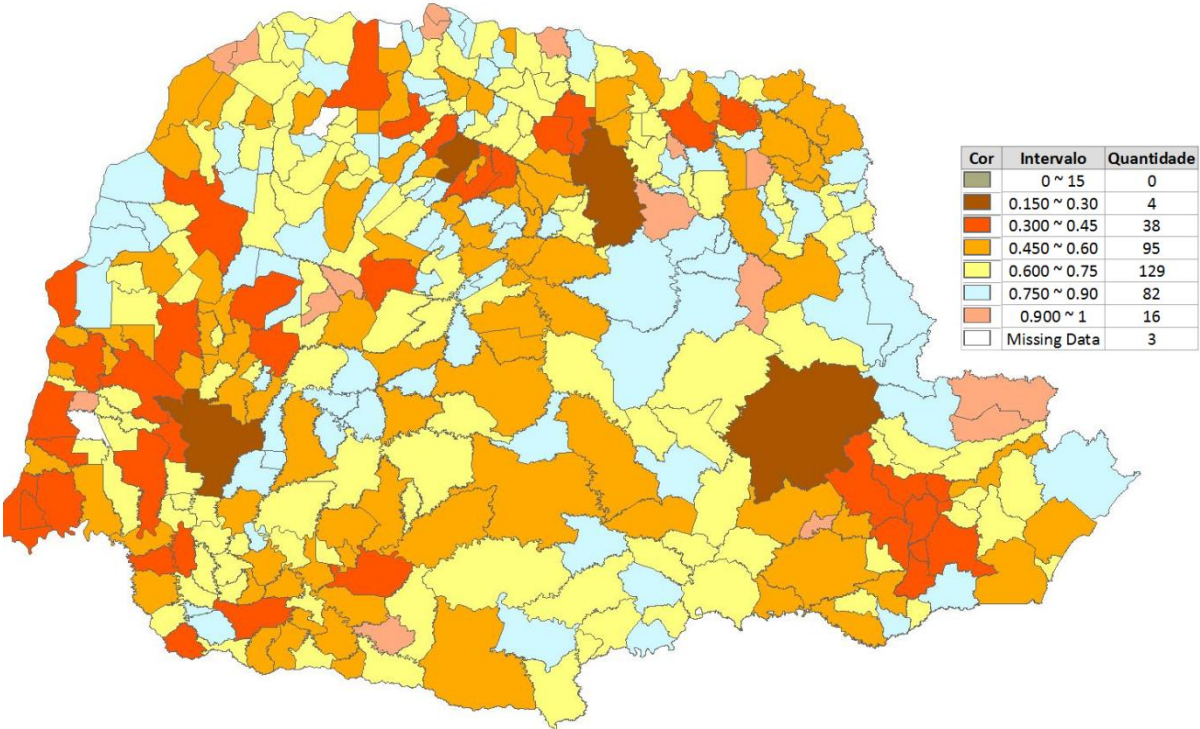 Cor Intervalo Quantidade
0 ~ 15 0
0.150 ~ 0.30 4
0.300 ~ 0.45 38
0.450 ~ 0.60 95
0.600 ~ 0.75 129
0.750 ~ 0.90 82
0.900 ~ 1 16
Missing Data 3